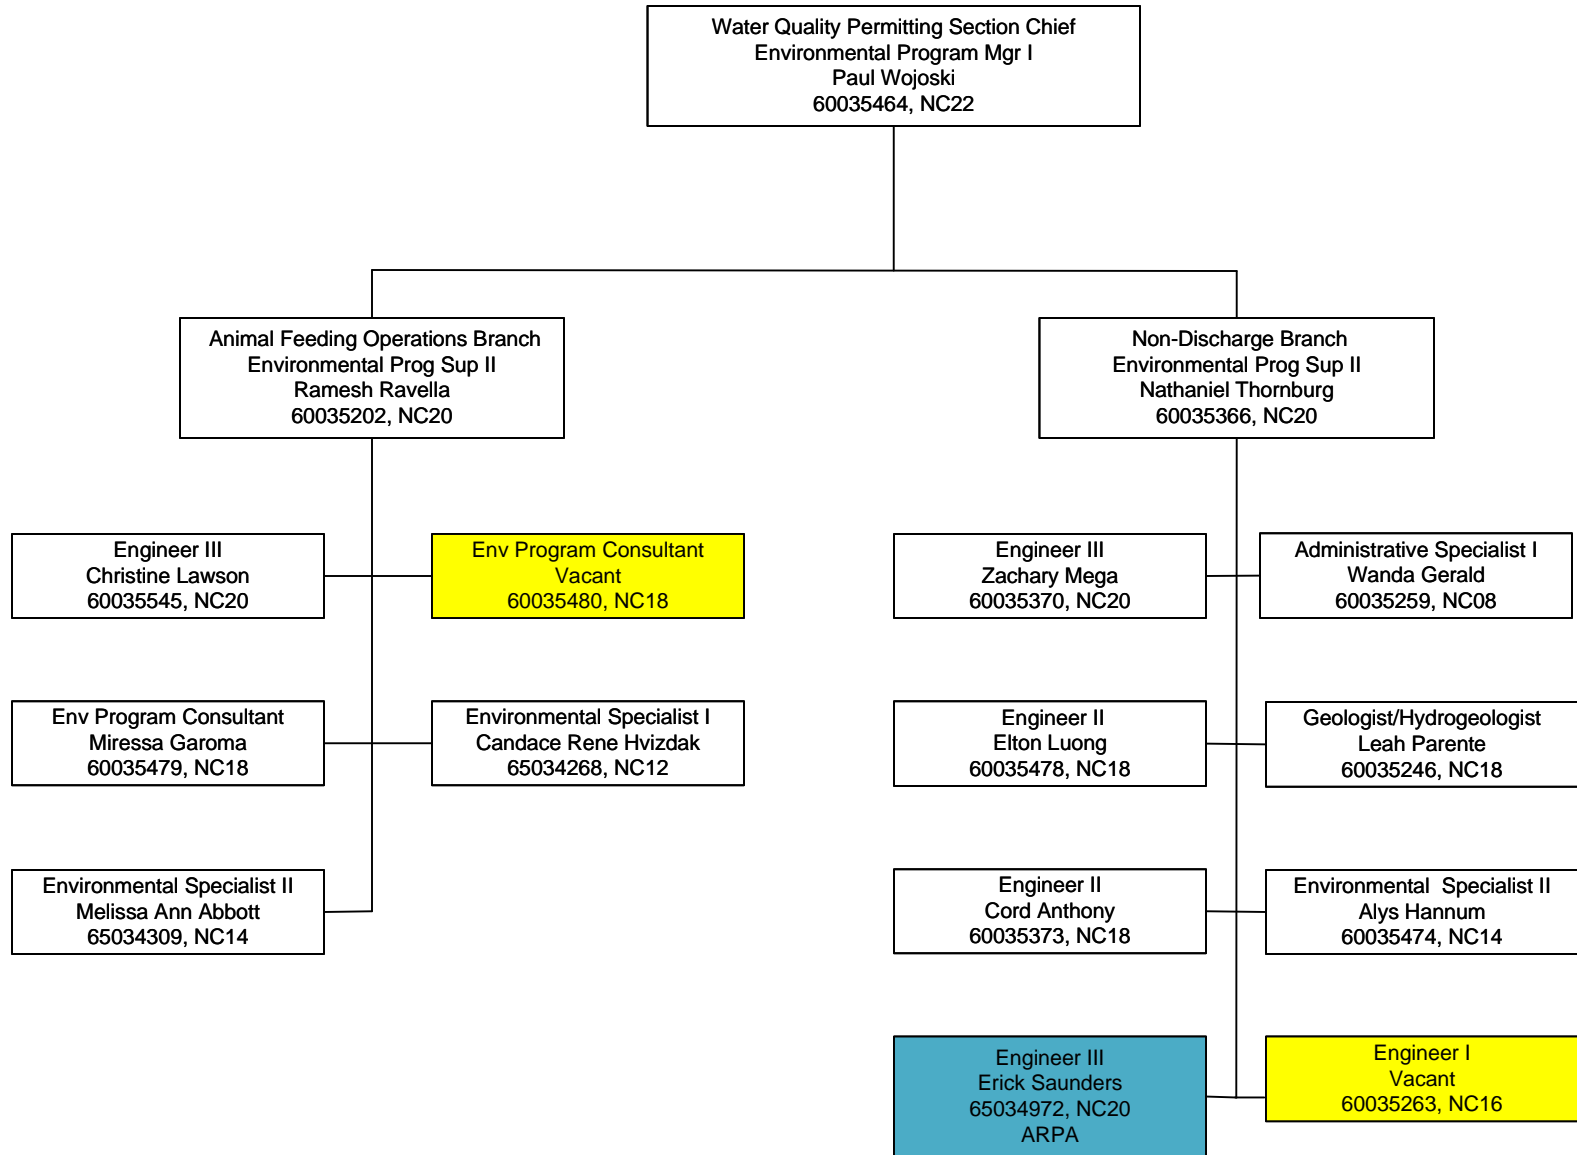 Water Quality Permitting Section Chief
Environmental Program Mgr I
Paul Wojoski
60035464, NC22
Animal Feeding Operations Branch
Environmental Prog Sup II
Ramesh Ravella
60035202, NC20
Non-Discharge Branch
Environmental Prog Sup II
Nathaniel Thornburg
60035366, NC20
Engineer III
Christine Lawson
60035545, NC20
Env Program Consultant
Vacant
60035480, NC18
Engineer III
Zachary Mega
60035370, NC20
Administrative Specialist I
Wanda Gerald
60035259, NC08
Env Program Consultant
Miressa Garoma
60035479, NC18
Environmental Specialist I
Candace Rene Hvizdak
65034268, NC12
Engineer II
Elton Luong
60035478, NC18
Geologist/Hydrogeologist
Leah Parente
60035246, NC18
Environmental Specialist II
Melissa Ann Abbott
65034309, NC14
Engineer II
Cord Anthony
60035373, NC18
Environmental  Specialist II
Alys Hannum
60035474, NC14
Engineer III
Erick Saunders
65034972, NC20
ARPA
Engineer I
Vacant
60035263, NC16